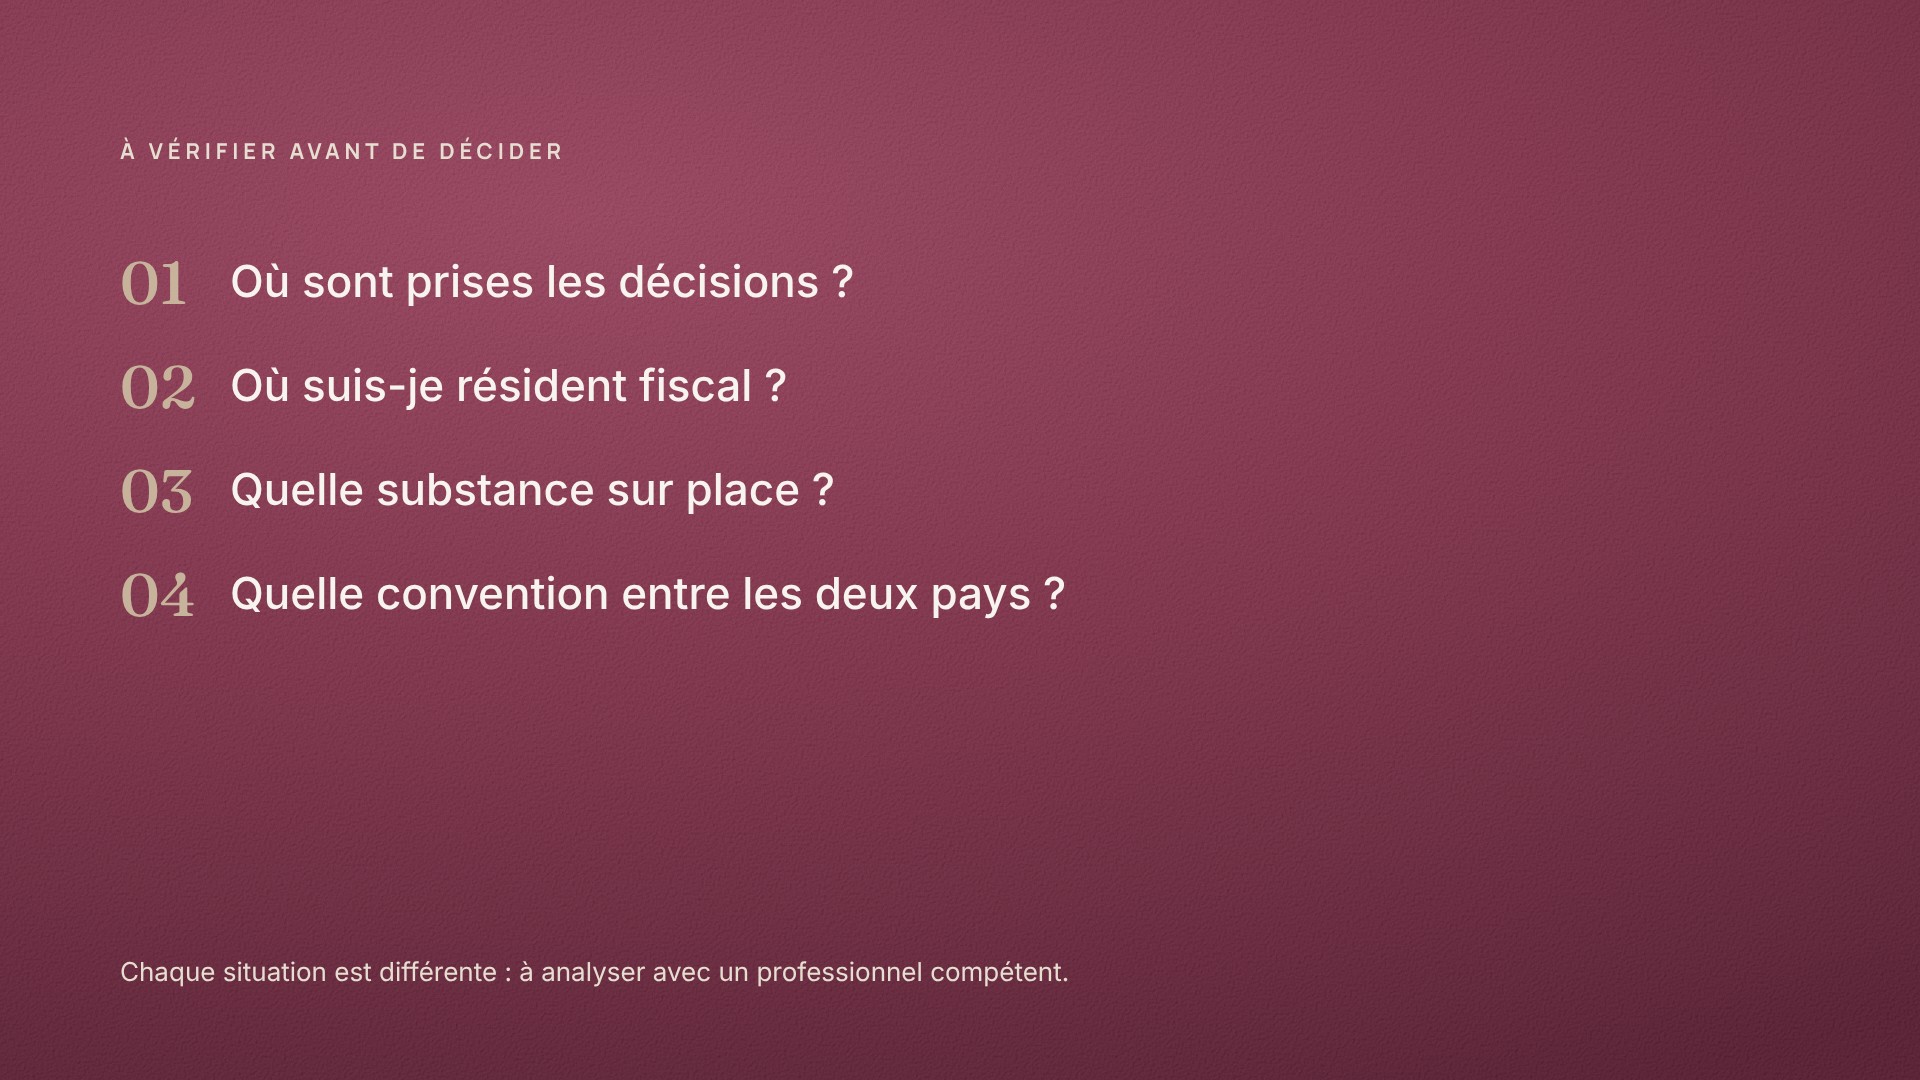 À VÉRIFIER AVANT DE DÉCIDER
01 Où sont prises les décisions ?
02 Où suis-je résident fiscal ?
03 Quelle substance sur place ?
04 Quelle convention entre les deux pays ?
Chaque situation est différente : à analyser avec un professionnel compétent.